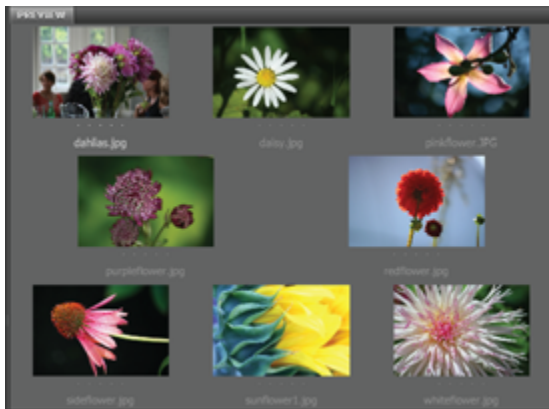 PREVIEW
dahlias.jpg
daisy.jpg
pinkflower.JPG
purpleflower.jpg
redflower.jpg
sideflower.jpg
sunflower1.jpg
whiteflower.jpg